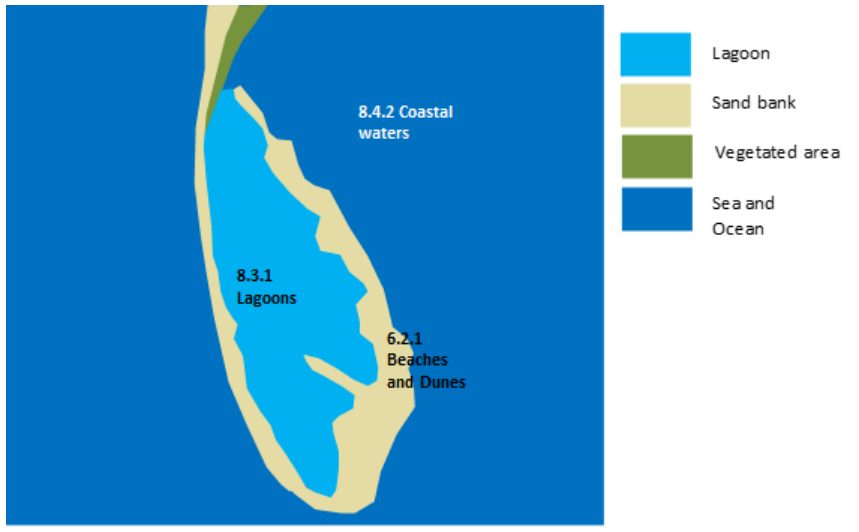 8.4.2 Coastal
waters
8.3.1
Lagoons
6.2.1
Beaches
and Dunes
Lagoon
Sand bank
Vegetated area
Sea and
Ocean